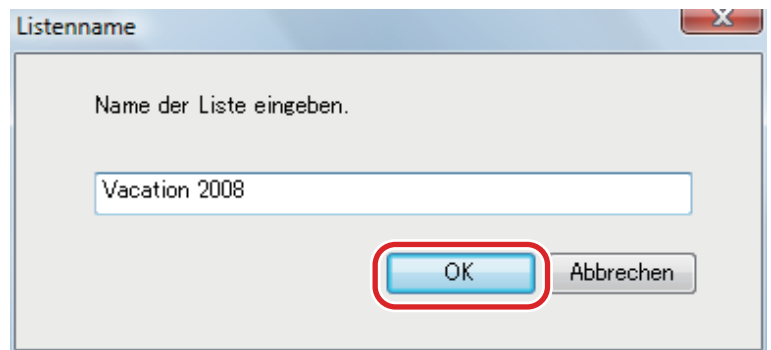 Listenname
Name der Liste eingeben.
Vacation 2008
OK Abbrechen